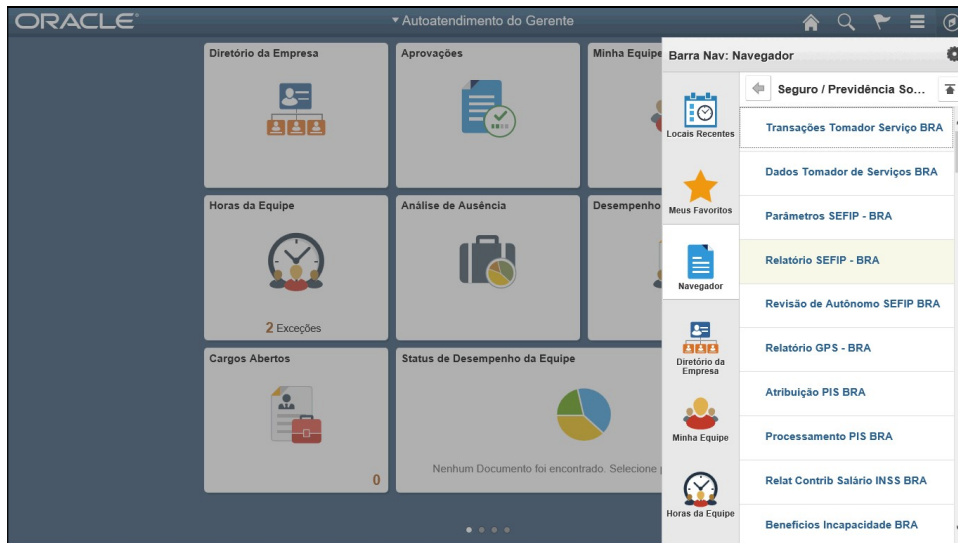 ORACLE
Autoatendimento do Gerente
Diretório da Empresa
Aprovações
Minha Equipe
Horas da Equipe
2 Exceções
Análise de Ausência
Desempenho
Cargos Abertos
0
Status de Desempenho da Equipe
Nenhum Documento foi encontrado. Selecione
Barra Nav: Navegador
Locais Recentes
Meus Favoritos
Navegador
Diretório da
Empresa
Minha Equipe
Horas da Equipe
Seguro / Previdência So...
Transações Tomador Serviço BRA
Dados Tomador de Serviços BRA
Parâmetros SEFIP - BRA
Relatório SEFIP - BRA
Revisão de Autônomo SEFIP BRA
Relatório GPS - BRA
Atribuição PIS BRA
Processamento PIS BRA
Relat Contrib Salário INSS BRA
Benefícios Incapacidade BRA